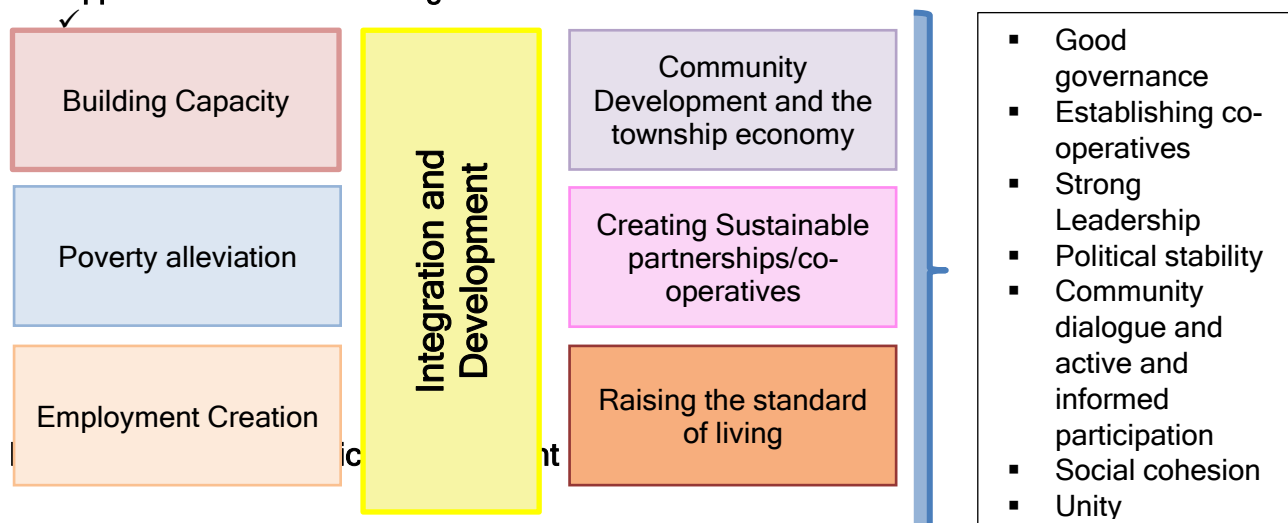 ✓
Building Capacity
Poverty alleviation
Employment Creation
Integration and
Development
Community
Development and the
township economy
Creating Sustainable
partnerships/co-
operatives
Raising the standard
of living
▪ Good
governance
▪ Establishing co-
operatives
▪ Strong
Leadership
▪ Political stability
▪ Community
dialogue and
active and
informed
participation
▪ Social cohesion
▪ Unity